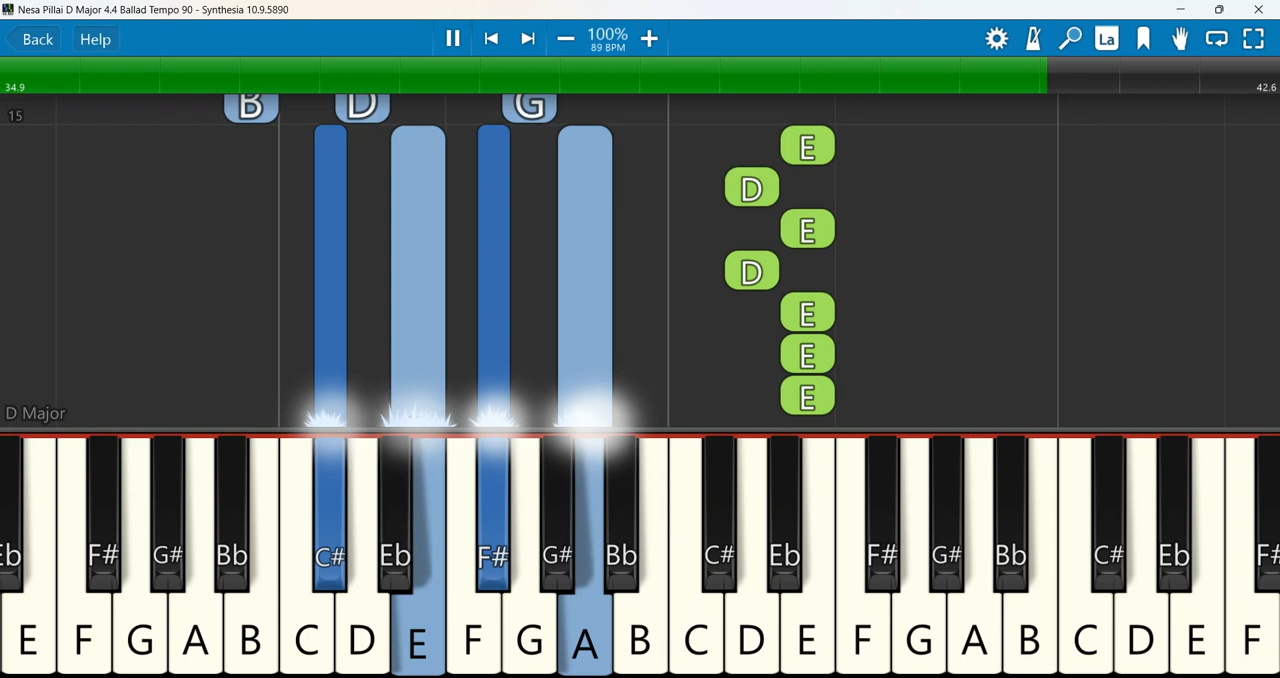 Nesa Pillai D Major 4.4 Ballad Tempo 90 - Synthesia 10.9.5890
Back Help 100% La
89 BPM
34.9 42.6
B D G
15
E
D
E
D
E
E
E
D Major
Eb F# G# Bb C# Eb F# G# Bb C# Eb F# G# Bb C# Eb F#
E F G A B C D E F G A B C D E F G A B C D E F